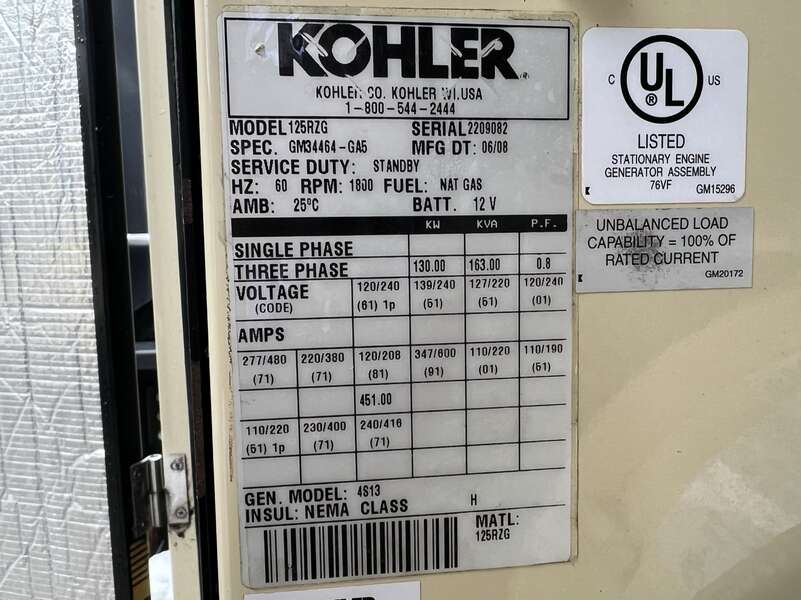 KOHLER
KOHLER CO. KOHLER WI.USA
1-800-544-2444
MODEL 125RZG SERIAL 2209082
SPEC. GM34464-GA5 MFG DT: 06/08
SERVICE DUTY: STANDBY
HZ: 60 RPM: 1800 FUEL: NAT GAS
AMB: 25°C BATT. 12 V
KW KVA P.F.
SINGLE PHASE
THREE PHASE 130.00 163.00 0.8
VOLTAGE 120/240 139/240 127/220 120/240
(CODE) (61) 1p (51) (51) (01)
AMPS
277/480 220/380 120/208 347/600 110/220 110/190
(71) (71) (81) (91) (01) (51)
451.00
110/220 230/400 240/416
(51) 1p (71) (71)
GEN. MODEL: 4S13
INSUL: NEMA CLASS H
MATL:
125RZG
C UL US
®
LISTED
STATIONARY ENGINE
GENERATOR ASSEMBLY
76VF GM15296
UNBALANCED LOAD
CAPABILITY = 100% OF
RATED CURRENT
GM20172
KOHLER